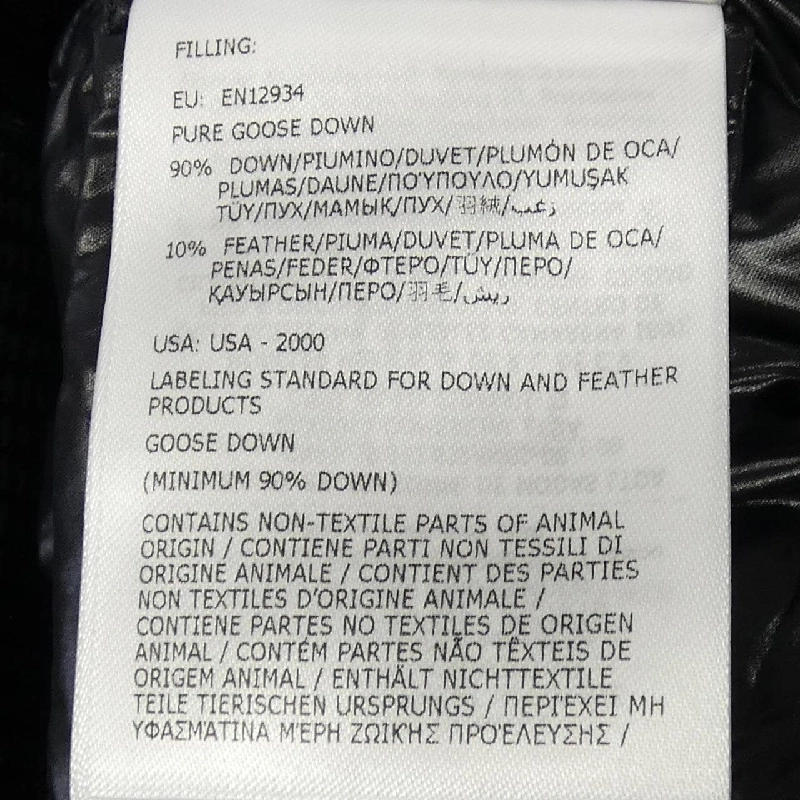 FILLING:
EU: EN12934
PURE GOOSE DOWN
90% DOWN/PIUMINO/DUVET/PLUMÓN DE OCA/
PLUMAS/DAUNE/ΠΟΎΠΟΥΛΟ/YUMUŞAK
TÜY/ПУХ/МАМЫҚ/ПУХ/羽絨/زغب
10% FEATHER/PIUMA/DUVET/PLUMA DE OCA/
PENAS/FEDER/ΦΤΕΡΌ/TÜY/ПЕРО/
ҚАУЫРСЫН/ПЕРО/羽毛/ريش
USA: USA - 2000
LABELING STANDARD FOR DOWN AND FEATHER
PRODUCTS
GOOSE DOWN
(MINIMUM 90% DOWN)
CONTAINS NON-TEXTILE PARTS OF ANIMAL
ORIGIN / CONTIENE PARTI NON TESSILI DI
ORIGINE ANIMALE / CONTIENT DES PARTIES
NON TEXTILES D'ORIGINE ANIMALE /
CONTIENE PARTES NO TEXTILES DE ORIGEN
ANIMAL / CONTÉM PARTES NÃO TÊXTEIS DE
ORIGEM ANIMAL / ENTHÄLT NICHTTEXTILE
TEILE TIERISCHEN URSPRUNGS / ΠΕΡΙΈΧΕΙ ΜΗ
ΥΦΑΣΜΆΤΙΝΑ ΜΈΡΗ ΖΩΙΚΉΣ ΠΡΟΈΛΕΥΣΗΣ /